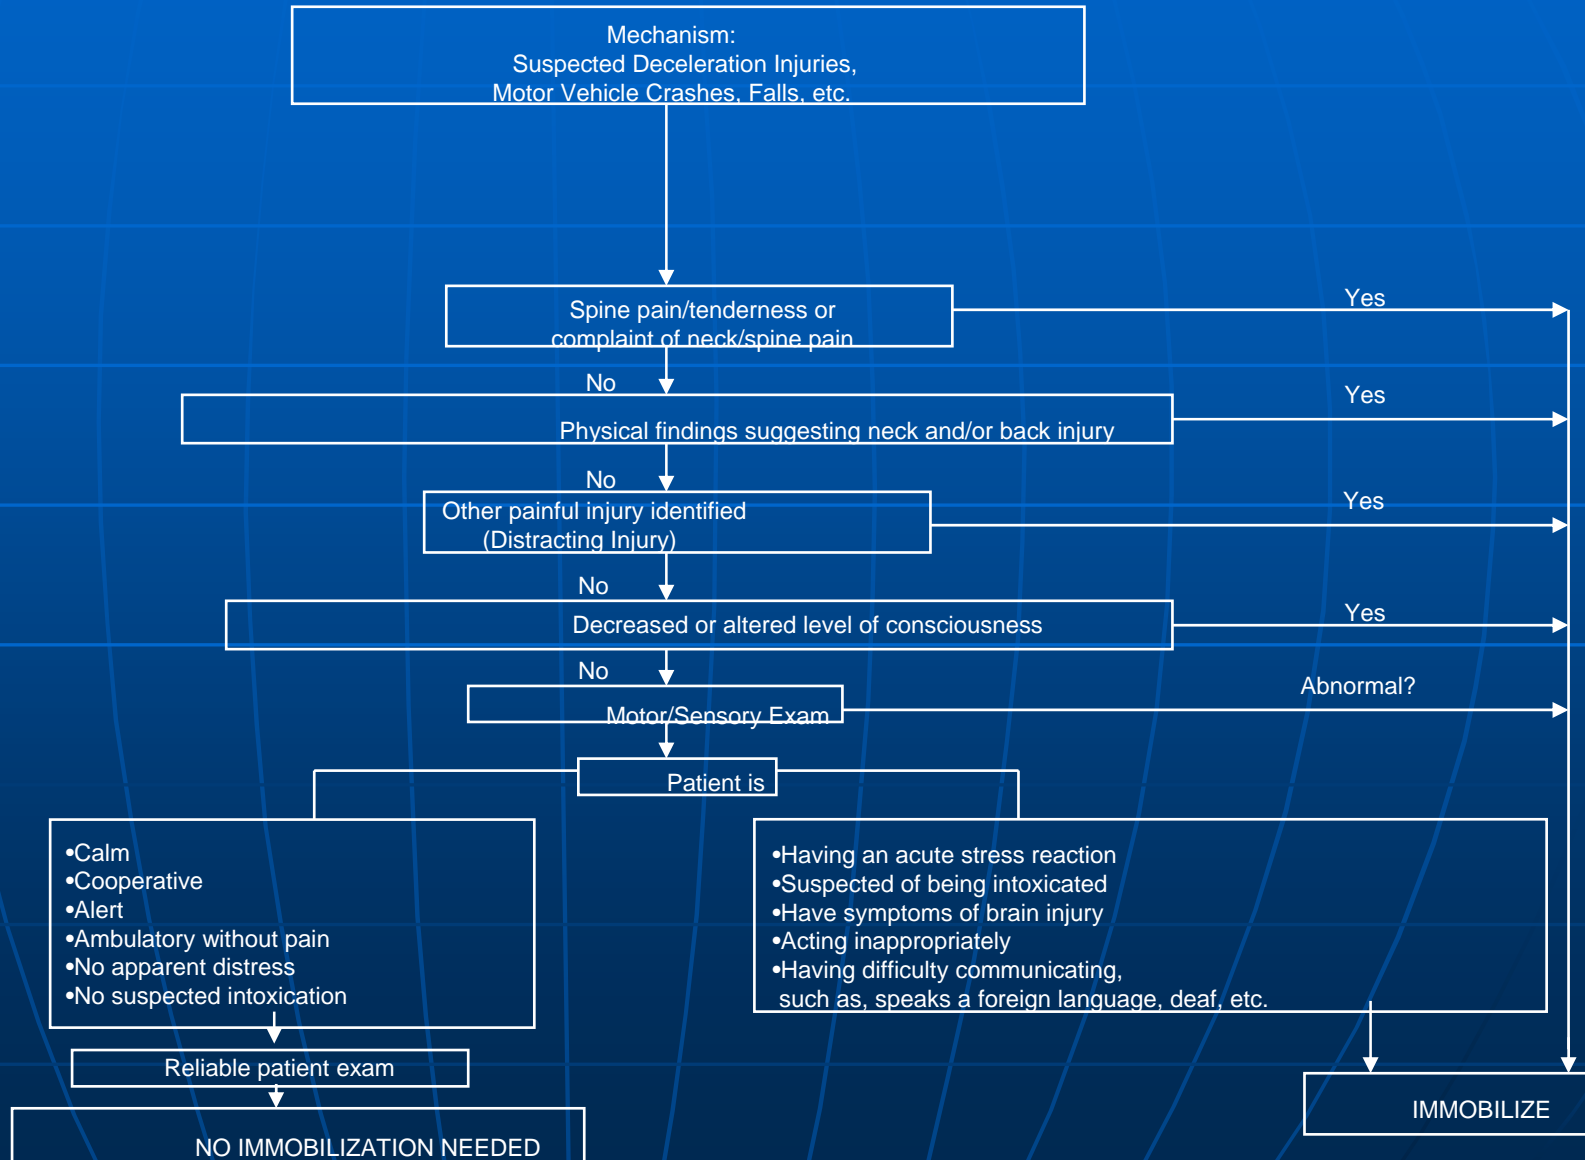 Mechanism:
Suspected Deceleration Injuries,
Motor Vehicle Crashes, Falls, etc.
Spine pain/tenderness or
complaint of neck/spine pain
Yes
No
Physical findings suggesting neck and/or back injury
Yes
No
Other painful injury identified
(Distracting Injury)
Yes
No
Decreased or altered level of consciousness
Yes
No
Motor/Sensory Exam
Abnormal?
Patient is
•Calm
•Cooperative
•Alert
•Ambulatory without pain
•No apparent distress
•No suspected intoxication
•Having an acute stress reaction
•Suspected of being intoxicated
•Have symptoms of brain injury
•Acting inappropriately
•Having difficulty communicating,
such as, speaks a foreign language, deaf, etc.
Reliable patient exam
IMMOBILIZE
NO IMMOBILIZATION NEEDED